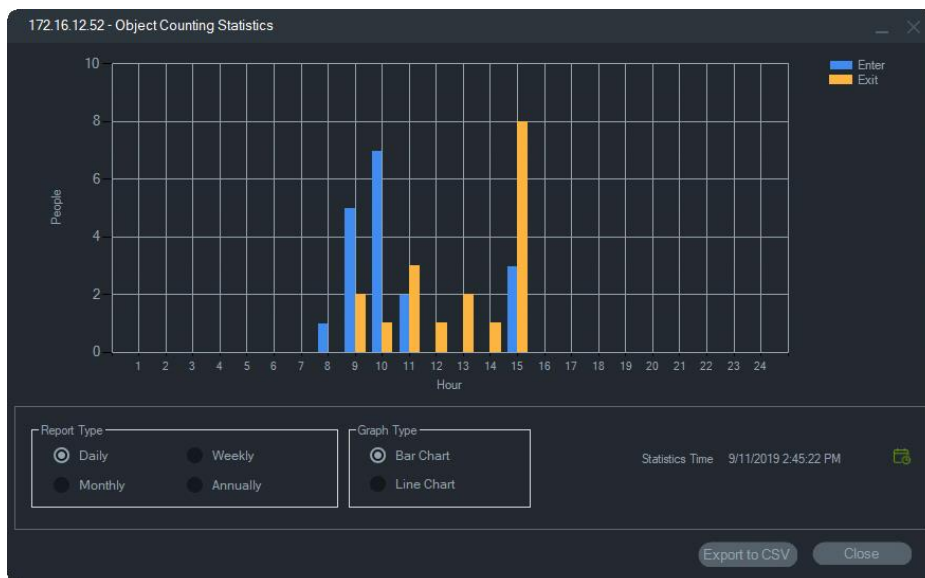 172.16.12.52 - Object Counting Statistics
10
8
6
4
2
0
People
1 2 3 4 5 6 7 8 9 10 11 12 13 14 15 16 17 18 19 20 21 22 23 24
Hour
Enter
Exit
Report Type
Daily
Weekly
Monthly
Annually
Graph Type
Bar Chart
Line Chart
Statistics Time 9/11/2019 2:45:22 PM
Export to CSV
Close